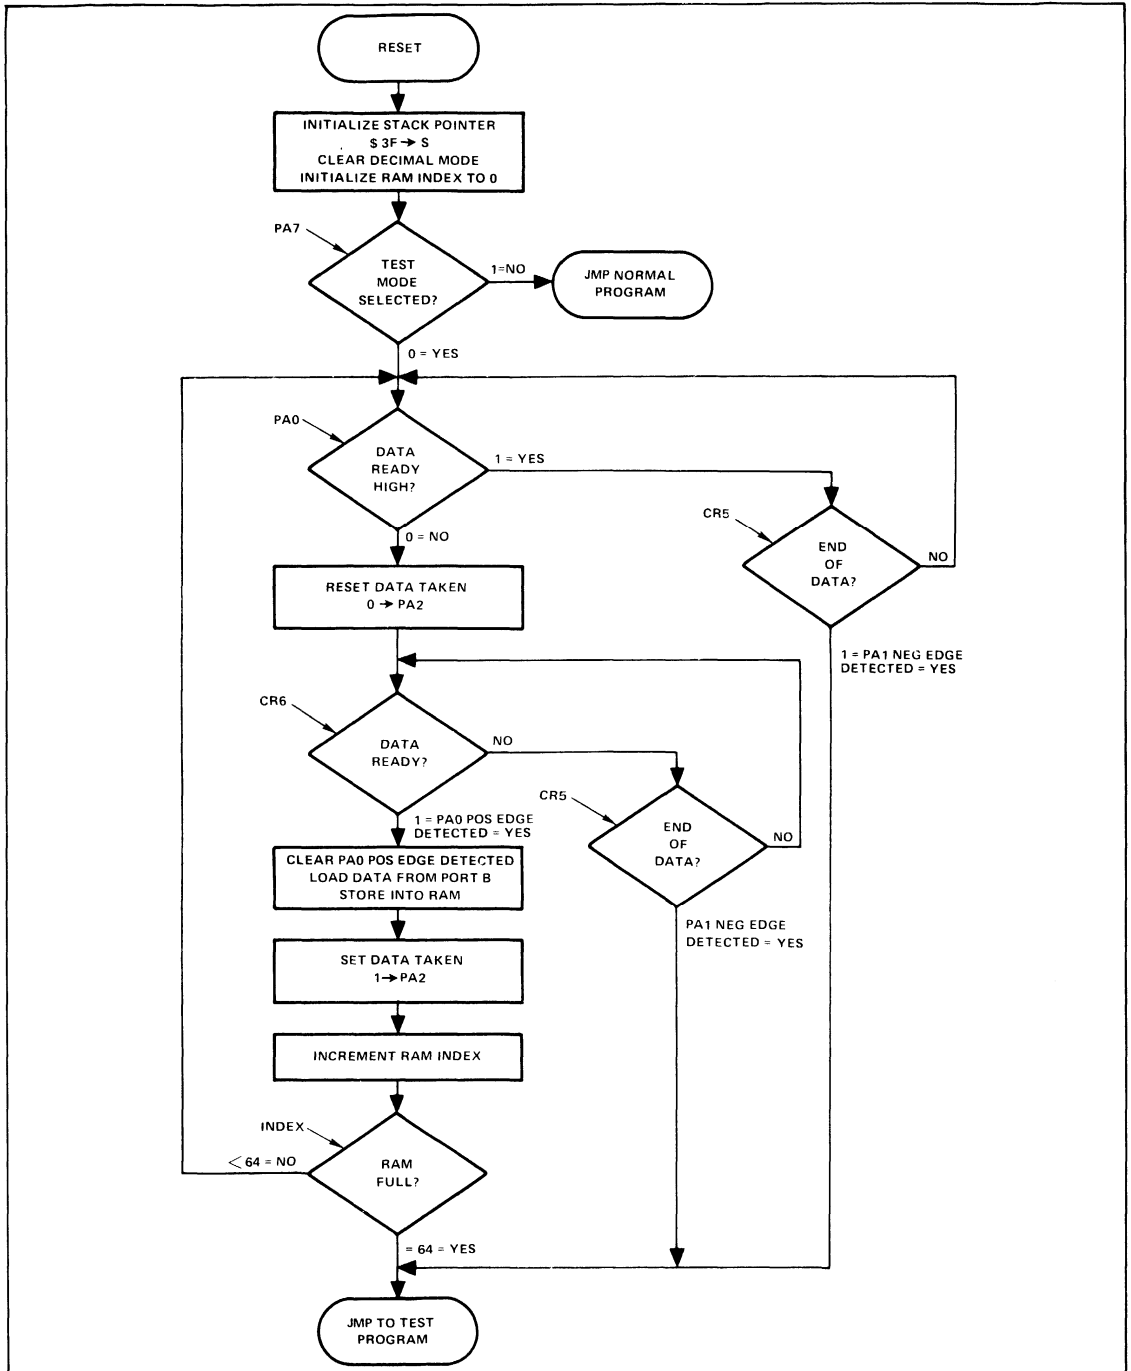 RESET
INITIALIZE STACK POINTER
$ 3F → S
CLEAR DECIMAL MODE
INITIALIZE RAM INDEX TO 0
PA7
TEST
MODE
SELECTED?
1=NO
JMP NORMAL
PROGRAM
0 = YES
PA0
DATA
READY
HIGH?
1 = YES
0 = NO
CR5
END
OF
DATA?
NO
RESET DATA TAKEN
0 → PA2
1 = PA1 NEG EDGE
DETECTED = YES
CR6
DATA
READY?
NO
CR5
END
OF
DATA?
NO
1 = PA0 POS EDGE
DETECTED = YES
CLEAR PA0 POS EDGE DETECTED
LOAD DATA FROM PORT B
STORE INTO RAM
PA1 NEG EDGE
DETECTED = YES
SET DATA TAKEN
1→PA2
INCREMENT RAM INDEX
INDEX
< 64 = NO
RAM
FULL?
= 64 = YES
JMP TO TEST
PROGRAM